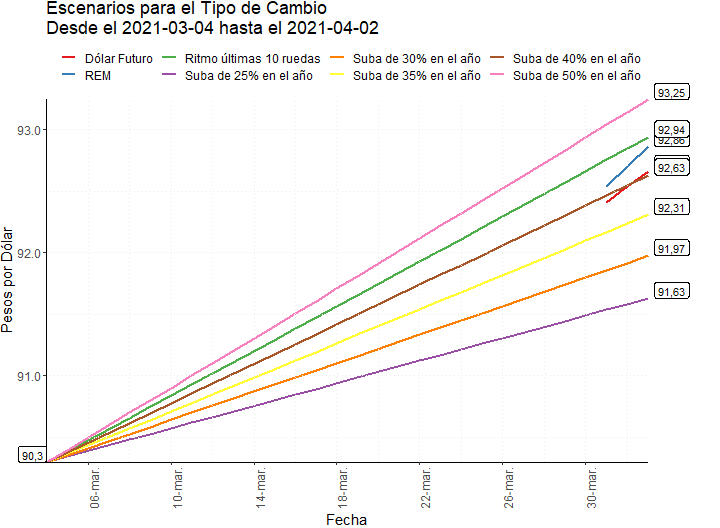 Escenarios para el Tipo de Cambio
Desde el 2021-03-04 hasta el 2021-04-02
Dólar Futuro
Ritmo últimas 10 ruedas
Suba de 30% en el año
Suba de 40% en el año
REM
Suba de 25% en el año
Suba de 35% en el año
Suba de 50% en el año
93,25
92,94
92,86
92,63
92,31
91,97
91,63
90,3
93.0
92.0
91.0
Pesos por Dólar
06-mar.
10-mar.
14-mar.
18-mar.
22-mar.
26-mar.
30-mar.
Fecha